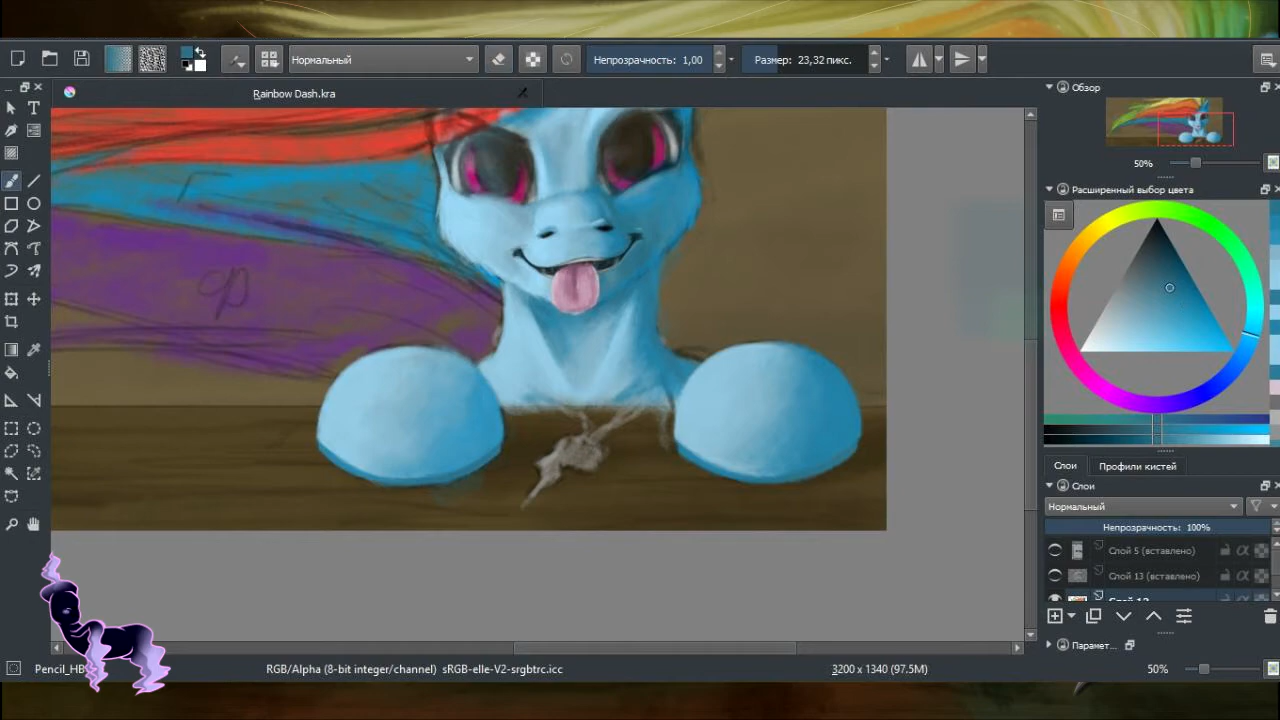 Нормальный
Непрозрачность: 1,00
Размер: 23,32 пикс.
Rainbow Dash.kra
Обзор
50%
Расширенный выбор цвета
Слои
Профили кистей
Слои
Нормальный
Непрозрачность: 100%
Слой 5 (вставлено)
Слой 13 (вставлено)
Парамет...
Pencil_HB
RGB/Alpha (8-bit integer/channel) sRGB-elle-V2-srgbtrc.icc
3200 x 1340 (97.5M)
50%